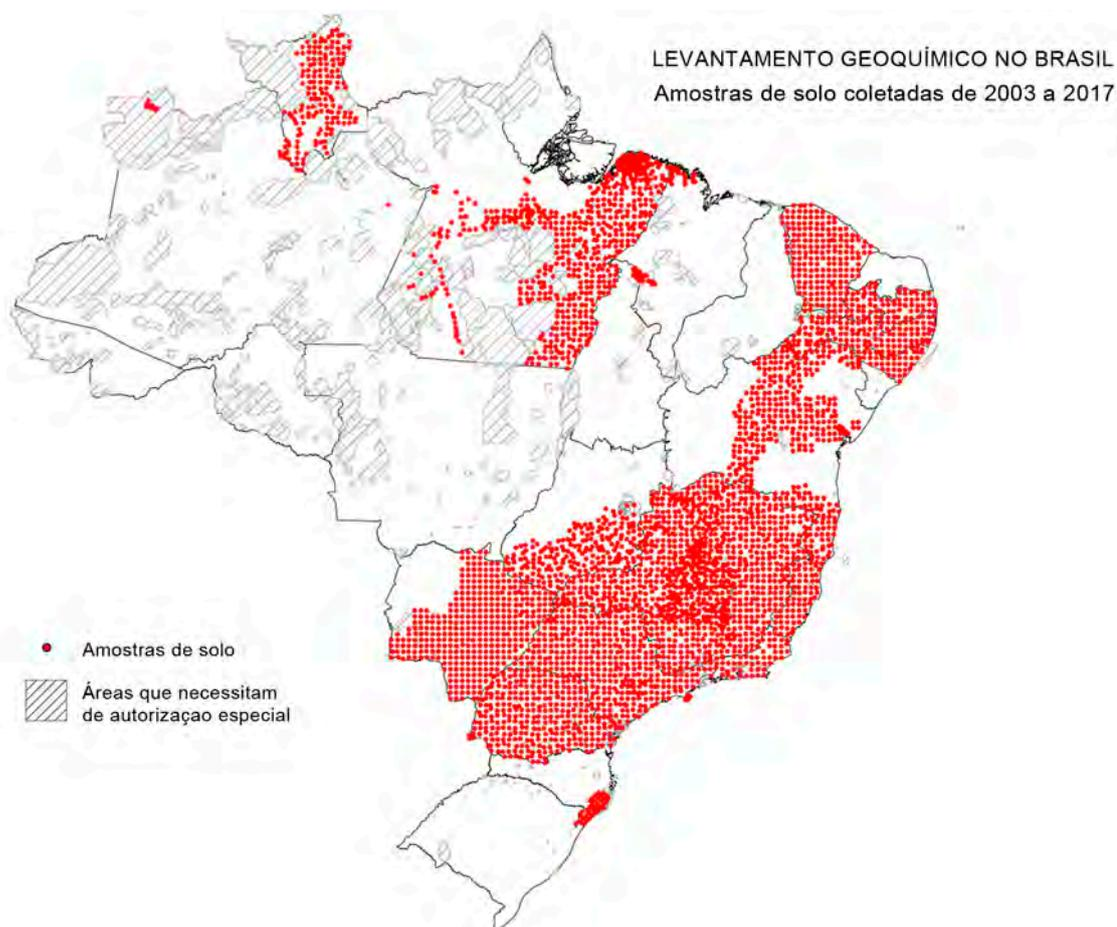 LEVANTAMENTO GEOQUÍMICO NO BRASIL
Amostras de solo coletadas de 2003 a 2017
Amostras de solo
Áreas que necessitam
de autorizaçao especial